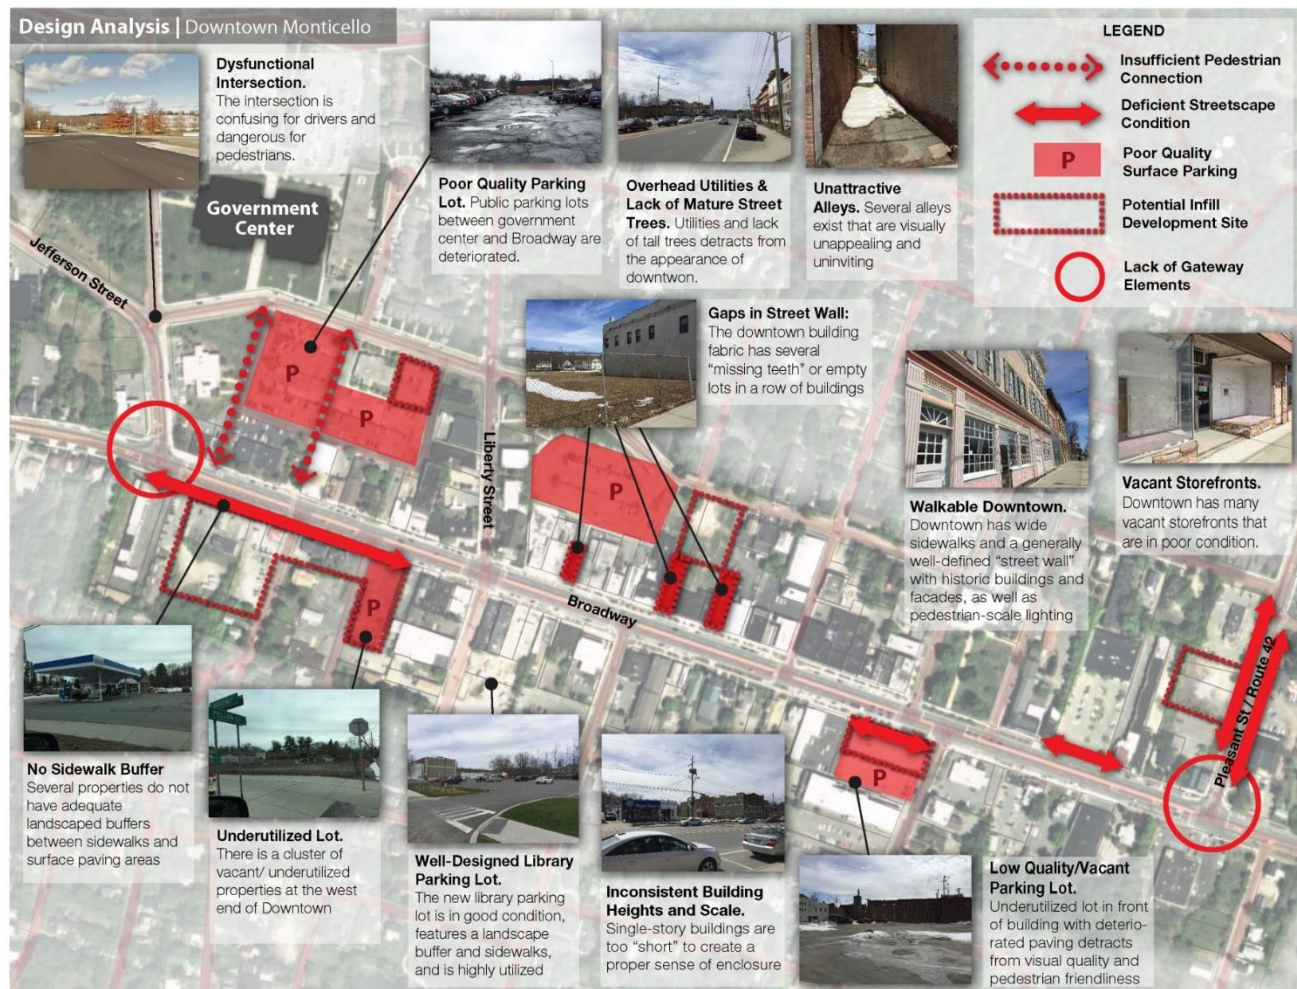 Design Analysis | Downtown Monticello
Dysfunctional
Intersection.
The intersection is
confusing for drivers and
dangerous for
pedestrians.
Poor Quality Parking
Lot. Public parking lots
between government
center and Broadway are
deteriorated.
Overhead Utilities &
Lack of Mature Street
Trees. Utilities and lack
of tall trees detracts from
the appearance of
downtwon.
Unattractive
Alleys. Several alleys
exist that are visually
unappealing and
uninviting
LEGEND
Insufficient Pedestrian
Connection
Deficient Streetscape
Condition
P
Poor Quality
Surface Parking
Potential Infill
Development Site
Lack of Gateway
Elements
Government
Center
Jefferson Street
Gaps in Street Wall:
The downtown building
fabric has several
"missing teeth" or empty
lots in a row of buildings
P
P
P
P
P
Liberty Street
Broadway
Pleasant St / Route 42
Walkable Downtown.
Downtown has wide
sidewalks and a generally
well-defined "street wall"
with historic buildings and
facades, as well as
pedestrian-scale lighting
Vacant Storefronts.
Downtown has many
vacant storefronts that
are in poor condition.
No Sidewalk Buffer
Several properties do not
have adequate
landscaped buffers
between sidewalks and
surface paving areas
Underutilized Lot.
There is a cluster of
vacant/ underutilized
properties at the west
end of Downtown
Well-Designed Library
Parking Lot.
The new library parking
lot is in good condition,
features a landscape
buffer and sidewalks,
and is highly utilized
Inconsistent Building
Heights and Scale.
Single-story buildings are
too "short" to create a
proper sense of enclosure
Low Quality/Vacant
Parking Lot.
Underutilized lot in front
of building with deterio-
rated paving detracts
from visual quality and
pedestrian friendliness